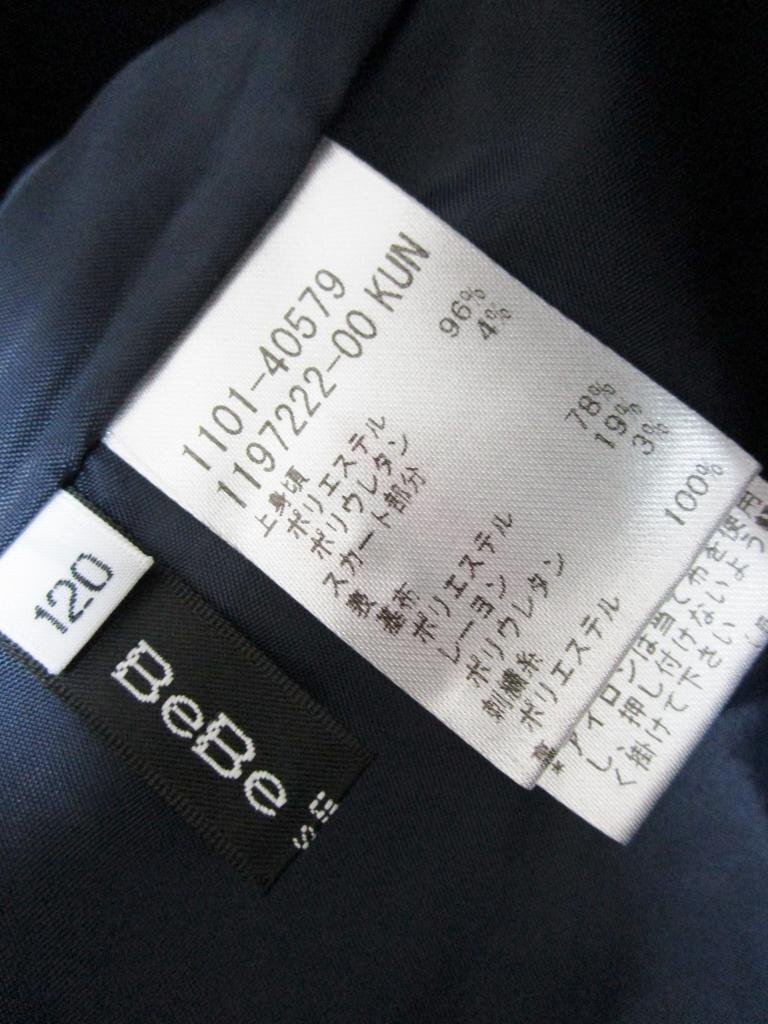 1101-40579
1197222-00 KUN
上身頃
ポリエステル 96%
ポリウレタン 4%
スカート部分
表 基布
ポリエステル 78%
レーヨン 19%
ポリウレタン 3%
刺繍糸
ポリエステル 100%
アイロンは当て布を使用
し、押し付けないよう
く掛けて下さい
120
BeBe